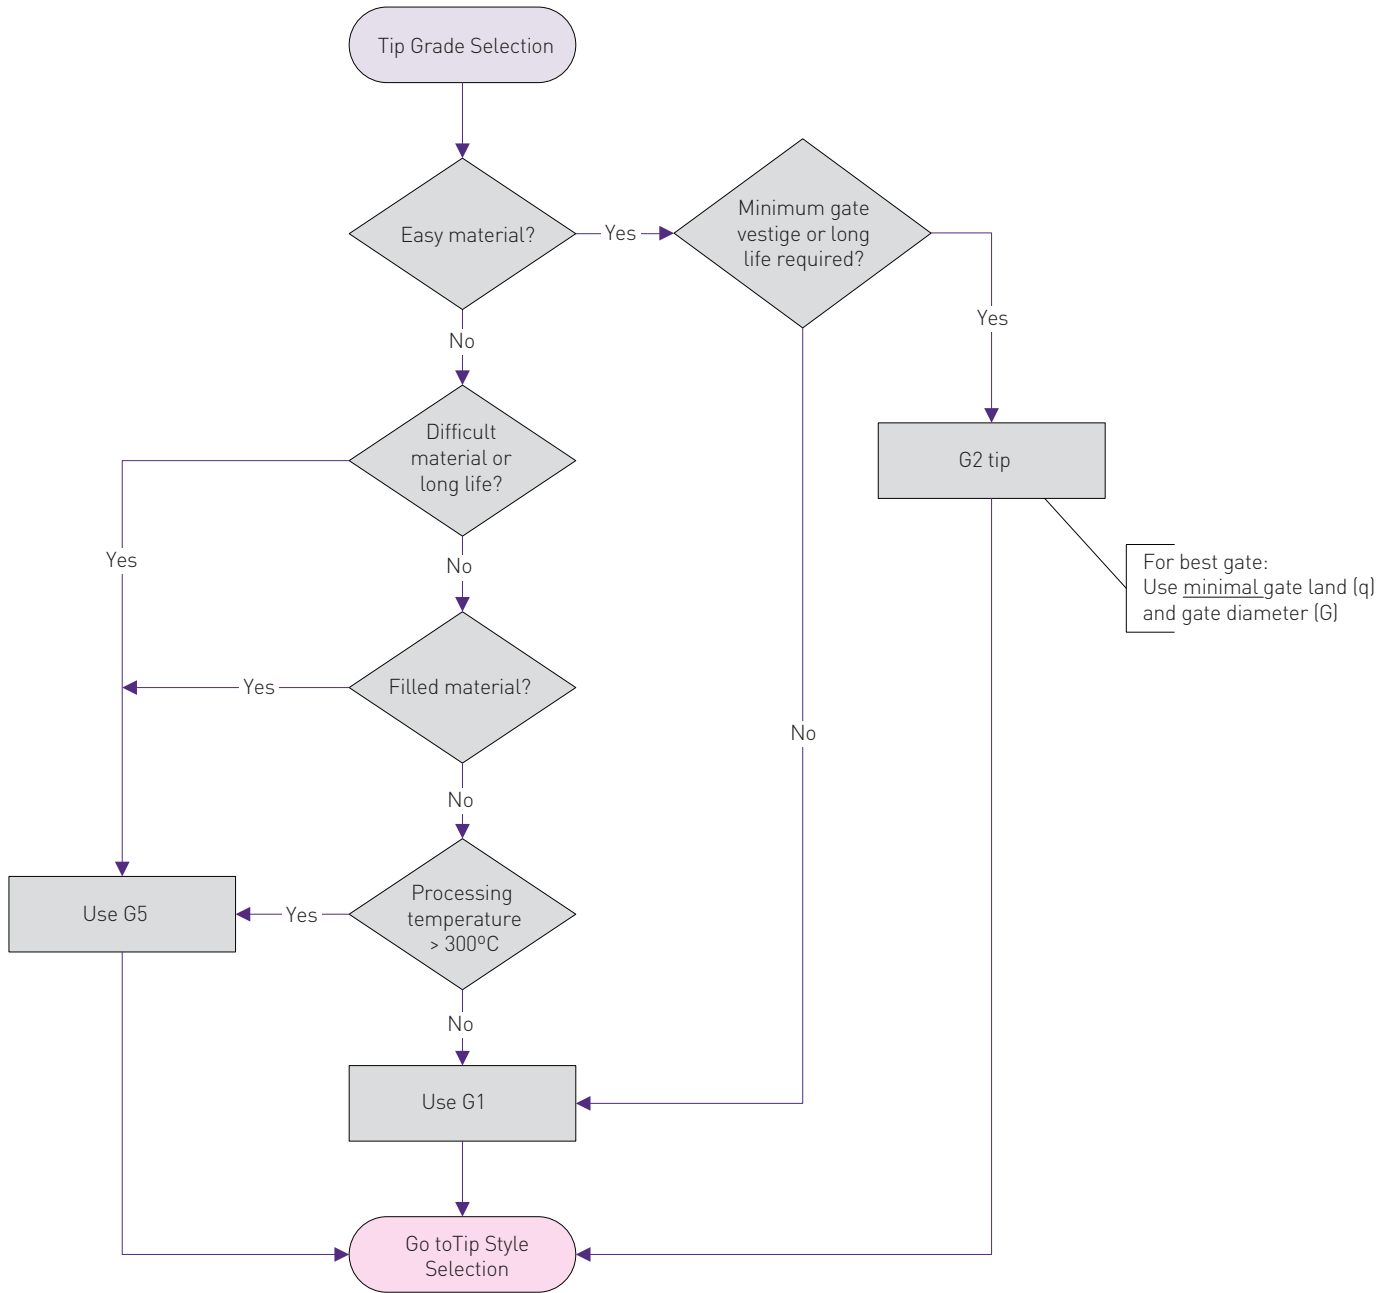 Tip Grade Selection
Easy material?
Yes
Minimum gate
vestige or long
life required?
Yes
No
Difficult
material or
long life?
G2 tip
Yes
No
For best gate:
Use minimal gate land (q)
and gate diameter (G)
Filled material?
Yes
No
No
Processing
temperature
> 300ºC
Yes
Use G5
No
Use G1
Go toTip Style
Selection